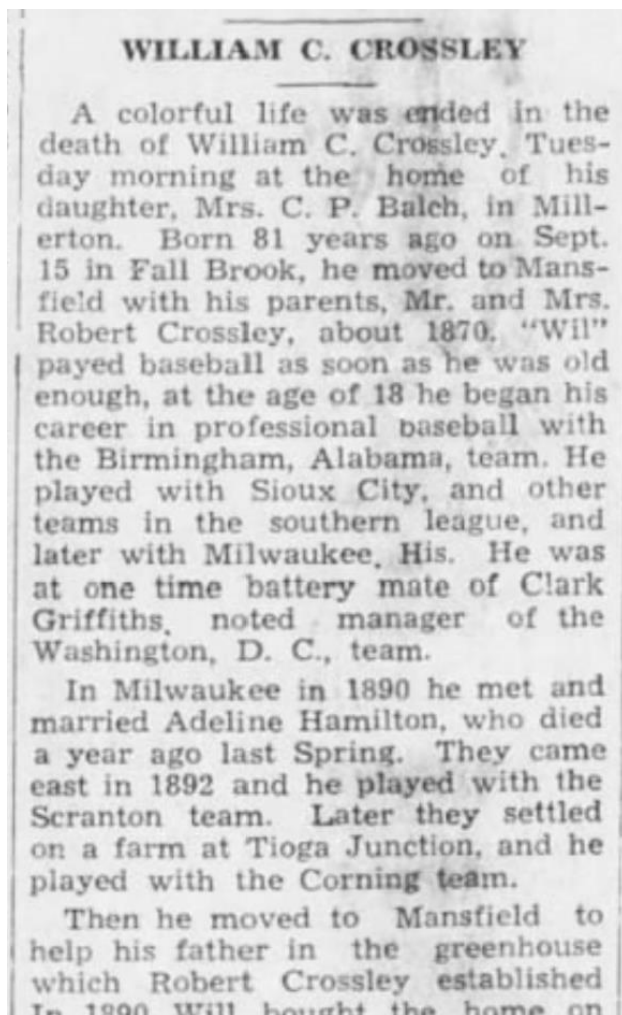 WILLIAM C. CROSSLEY
A colorful life was ended in the
death of William C. Crossley, Tues-
day morning at the home of his
daughter, Mrs. C. P. Balch, in Mill-
erton. Born 81 years ago on Sept.
15 in Fall Brook, he moved to Mans-
field with his parents, Mr. and Mrs.
Robert Crossley, about 1870. "Wil"
payed baseball as soon as he was old
enough, at the age of 18 he began his
career in professional baseball with
the Birmingham, Alabama, team. He
played with Sioux City, and other
teams in the southern league, and
later with Milwaukee, His. He was
at one time battery mate of Clark
Griffiths, noted manager of the
Washington, D. C., team.
In Milwaukee in 1890 he met and
married Adeline Hamilton, who died
a year ago last Spring. They came
east in 1892 and he played with the
Scranton team. Later they settled
on a farm at Tioga Junction, and he
played with the Corning team.
Then he moved to Mansfield to
help his father in the greenhouse
which Robert Crossley established
In 1890 Will bought the home on